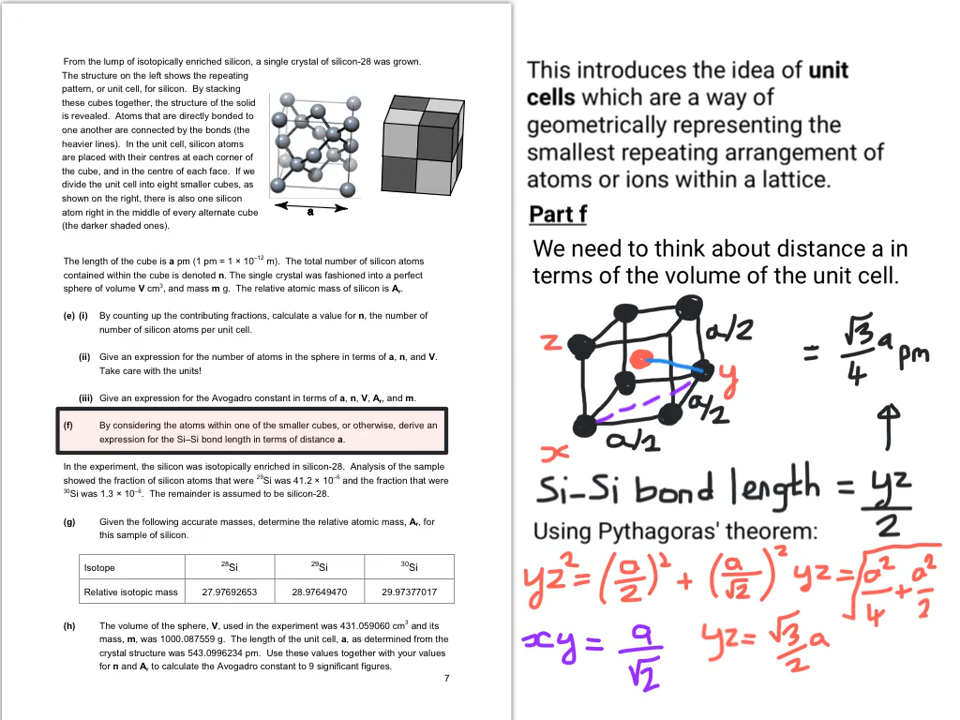 From the lump of isotopically enriched silicon, a single crystal of silicon-28 was grown.
The structure on the left shows the repeating
pattern, or unit cell, for silicon. By stacking
these cubes together, the structure of the solid
is revealed. Atoms that are directly bonded to
one another are connected by the bonds (the
heavier lines). In the unit cell, silicon atoms
are placed with their centres at each corner of
the cube, and in the centre of each face. If we
divide the unit cell into eight smaller cubes, as
shown on the right, there is also one silicon
atom right in the middle of every alternate cube
(the darker shaded ones).
a
The length of the cube is a pm (1 pm = 1 × 10⁻¹² m). The total number of silicon atoms
contained within the cube is denoted n. The single crystal was fashioned into a perfect
sphere of volume V cm³, and mass m g. The relative atomic mass of silicon is Aᵣ.
(e) (i) By counting up the contributing fractions, calculate a value for n, the number of
number of silicon atoms per unit cell.
(ii) Give an expression for the number of atoms in the sphere in terms of a, n, and V.
Take care with the units!
(iii) Give an expression for the Avogadro constant in terms of a, n, V, Aᵣ, and m.
(f) By considering the atoms within one of the smaller cubes, or otherwise, derive an
expression for the Si–Si bond length in terms of distance a.
In the experiment, the silicon was isotopically enriched in silicon-28. Analysis of the sample
showed the fraction of silicon atoms that were ²⁹Si was 41.2 × 10⁻⁶ and the fraction that were
³⁰Si was 1.3 × 10⁻⁶. The remainder is assumed to be silicon-28.
(g) Given the following accurate masses, determine the relative atomic mass, Aᵣ, for
this sample of silicon.
Isotope ²⁸Si ²⁹Si ³⁰Si
Relative isotopic mass 27.97692653 28.97649470 29.97377017
(h) The volume of the sphere, V, used in the experiment was 431.059060 cm³ and its
mass, m, was 1000.087559 g. The length of the unit cell, a, as determined from the
crystal structure was 543.0996234 pm. Use these values together with your values
for n and Aᵣ to calculate the Avogadro constant to 9 significant figures.
7
This introduces the idea of unit
cells which are a way of
geometrically representing the
smallest repeating arrangement of
atoms or ions within a lattice.
Part f
We need to think about distance a in
terms of the volume of the unit cell.
z
a/2
y
a/2
a/2
x
= √3/4 a pm
↑
Si-Si bond length = yz/2
Using Pythagoras' theorem:
yz² = (a/2)² + (a/√2)² yz = √(a²/4 + a²/2)
xy = a/√2 yz = √3/2 a